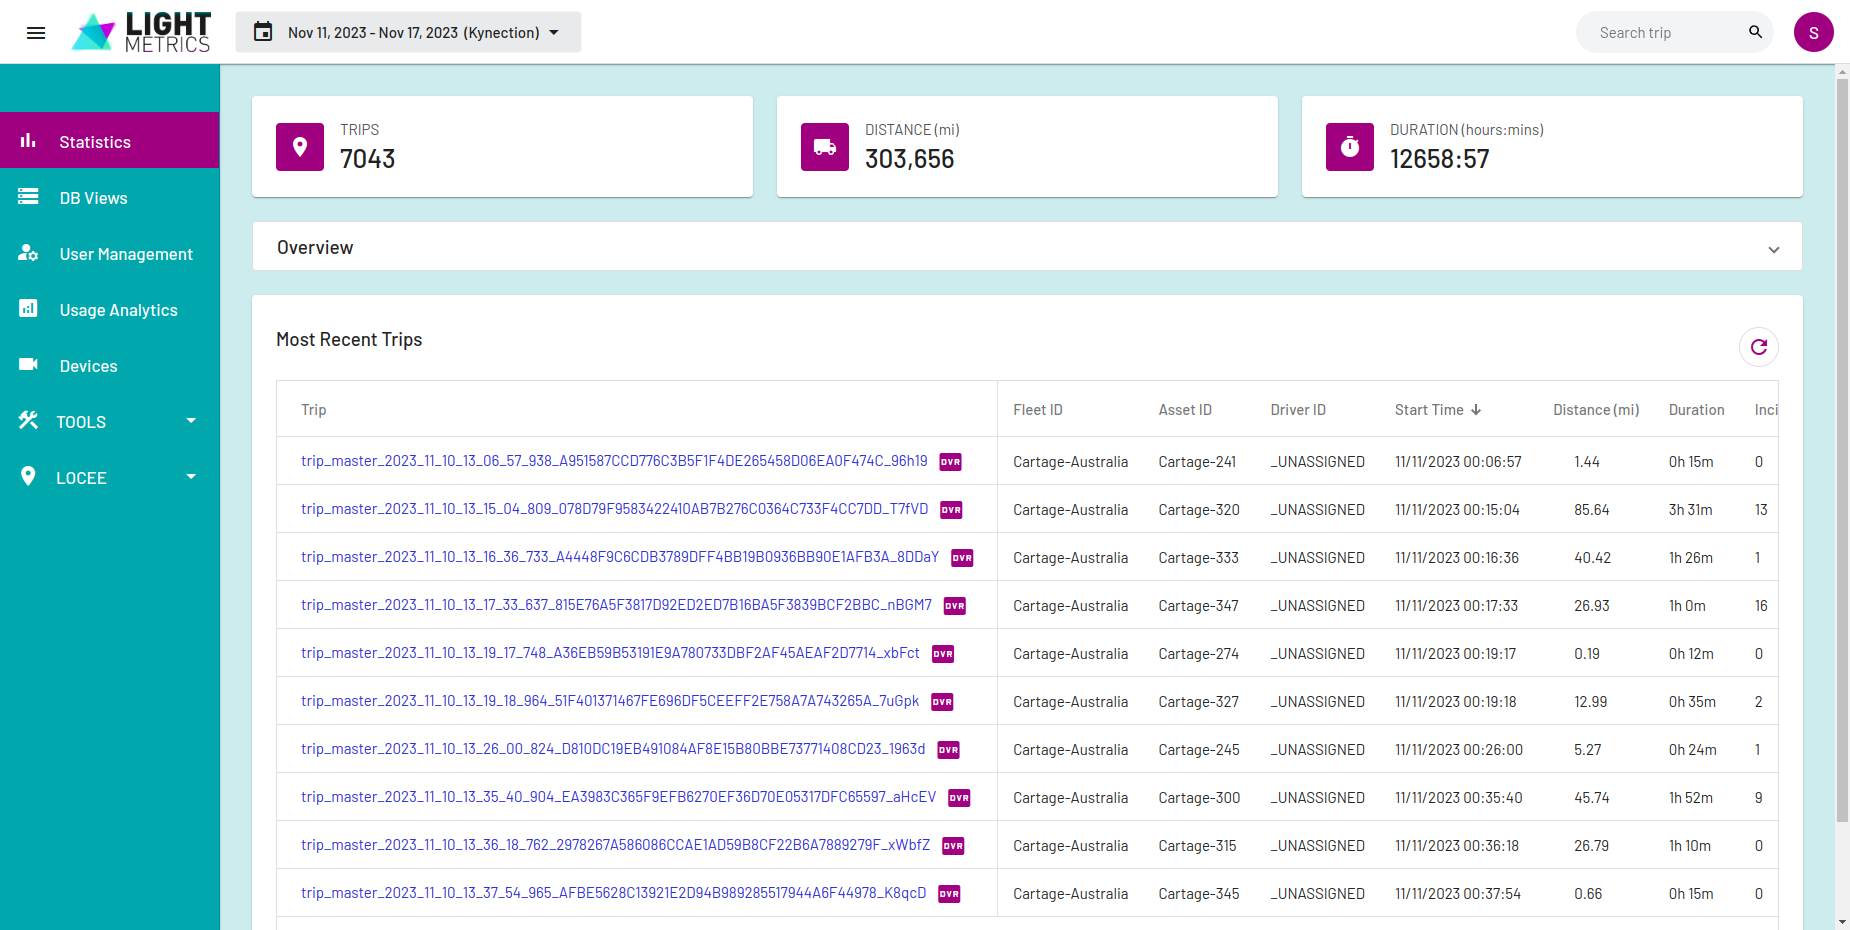 LIGHT
METRICS
Nov 11, 2023 - Nov 17, 2023 (Kynection)
Search trip
S
Statistics
DB Views
User Management
Usage Analytics
Devices
TOOLS
LOCEE
TRIPS
7043
DISTANCE (mi)
303,656
DURATION (hours:mins)
12658:57
Overview
Most Recent Trips
Trip Fleet ID Asset ID Driver ID Start Time Distance (mi) Duration Inci
trip_master_2023_11_10_13_06_57_938_A951587CCD776C3B5F1F4DE265458D06EA0F474C_96h19 DVR Cartage-Australia Cartage-241 _UNASSIGNED 11/11/2023 00:06:57 1.44 0h 15m 0
trip_master_2023_11_10_13_15_04_809_078D79F9583422410AB7B276C0364C733F4CC7DD_T7fVD DVR Cartage-Australia Cartage-320 _UNASSIGNED 11/11/2023 00:15:04 85.64 3h 31m 13
trip_master_2023_11_10_13_16_36_733_A4448F9C6CDB3789DFF4BB19B0936BB90E1AFB3A_8DDaY DVR Cartage-Australia Cartage-333 _UNASSIGNED 11/11/2023 00:16:36 40.42 1h 26m 1
trip_master_2023_11_10_13_17_33_637_815E76A5F3817D92ED2ED7B16BA5F3839BCF2BBC_nBGM7 DVR Cartage-Australia Cartage-347 _UNASSIGNED 11/11/2023 00:17:33 26.93 1h 0m 16
trip_master_2023_11_10_13_19_17_748_A36EB59B53191E9A780733DBF2AF45AEAF2D7714_xbFct DVR Cartage-Australia Cartage-274 _UNASSIGNED 11/11/2023 00:19:17 0.19 0h 12m 0
trip_master_2023_11_10_13_19_18_964_51F401371467FE696DF5CEEFF2E758A7A743265A_7uGpk DVR Cartage-Australia Cartage-327 _UNASSIGNED 11/11/2023 00:19:18 12.99 0h 35m 2
trip_master_2023_11_10_13_26_00_824_D810DC19EB491084AF8E15B80BBE73771408CD23_1963d DVR Cartage-Australia Cartage-245 _UNASSIGNED 11/11/2023 00:26:00 5.27 0h 24m 1
trip_master_2023_11_10_13_35_40_904_EA3983C365F9EFB6270EF36D70E05317DFC65597_aHcEV DVR Cartage-Australia Cartage-300 _UNASSIGNED 11/11/2023 00:35:40 45.74 1h 52m 9
trip_master_2023_11_10_13_36_18_762_2978267A586086CCAE1AD59B8CF22B6A7889279F_xWbfZ DVR Cartage-Australia Cartage-315 _UNASSIGNED 11/11/2023 00:36:18 26.79 1h 10m 0
trip_master_2023_11_10_13_37_54_965_AFBE5628C13921E2D94B989285517944A6F44978_K8qcD DVR Cartage-Australia Cartage-345 _UNASSIGNED 11/11/2023 00:37:54 0.66 0h 15m 0